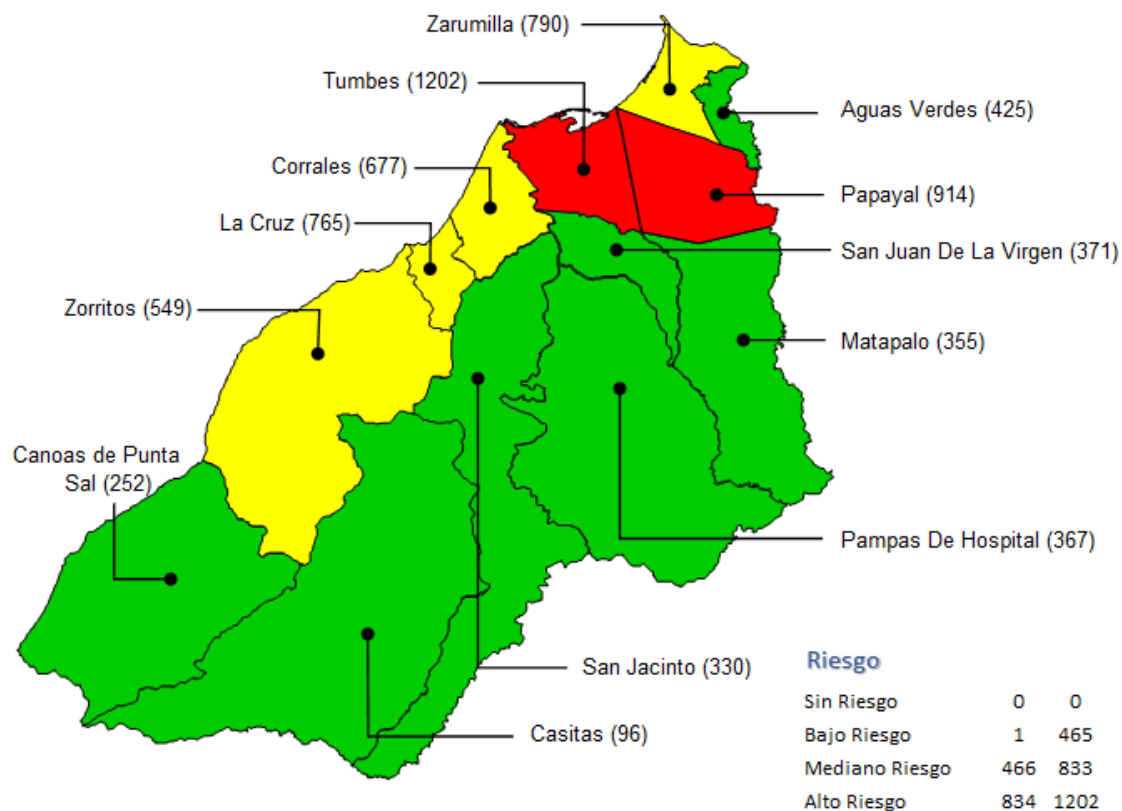 Zarumilla (790)
Tumbes (1202)
Aguas Verdes (425)
Corrales (677)
Papayal (914)
La Cruz (765)
San Juan De La Virgen (371)
Zorritos (549)
Matapalo (355)
Canoas de Punta
Sal (252)
Pampas De Hospital (367)
San Jacinto (330)
Casitas (96)
Riesgo
Sin Riesgo 0 0
Bajo Riesgo 1 465
Mediano Riesgo 466 833
Alto Riesgo 834 1202